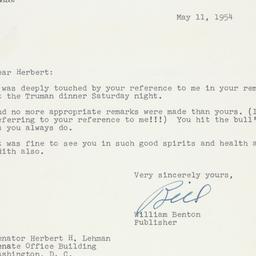 May 11, 1954
ear Herbert:
was deeply touched by your reference to me in your rem
t the Truman dinner Saturday night.
nd no more appropriate remarks were made than yours. (I
eferring to your reference to me!!!) You hit the bull'
s you always do.
t was fine to see you in such good spirits and health a
dith also.
Very sincerely yours,
Bill
William Benton
Publisher
enator Herbert H. Lehman
enate Office Building
ashington, D. C.